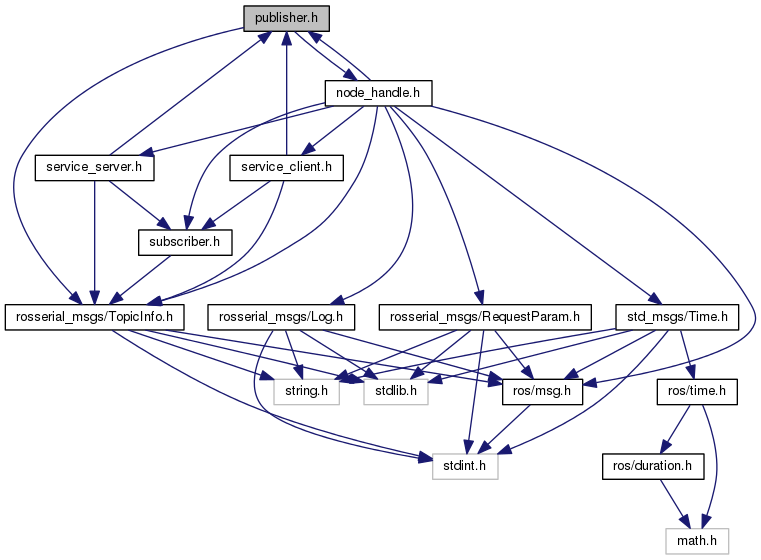 publisher.h
node_handle.h
service_server.h
service_client.h
subscriber.h
rosserial_msgs/TopicInfo.h
rosserial_msgs/Log.h
rosserial_msgs/RequestParam.h
std_msgs/Time.h
string.h
stdlib.h
ros/msg.h
ros/time.h
stdint.h
ros/duration.h
math.h